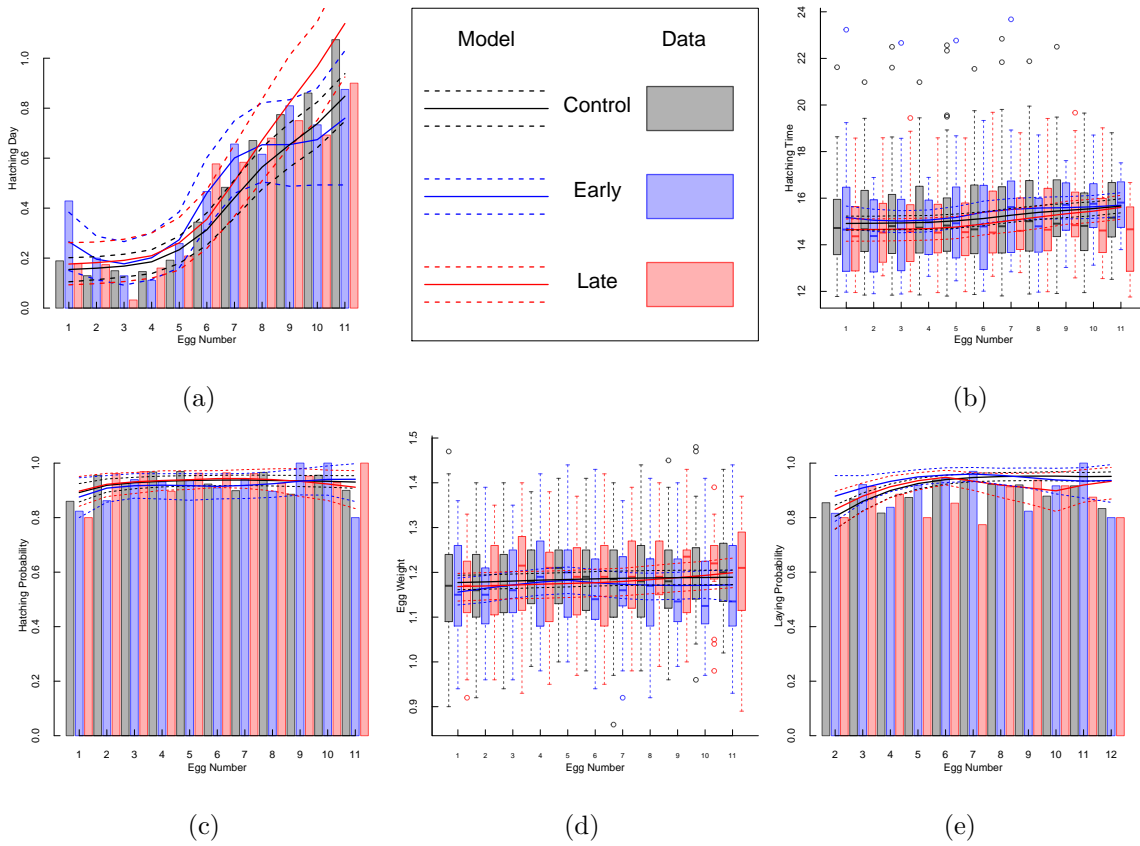 Hatching Day
0.0 0.2 0.4 0.6 0.8 1.0
1 2 3 4 5 6 7 8 9 10 11
Egg Number
(a)
Model Data
Control
Early
Late
Hatching Time
12 14 16 18 20 22 24
1 2 3 4 5 6 7 8 9 10 11
Egg Number
(b)
Hatching Probability
0.0 0.2 0.4 0.6 0.8 1.0
1 2 3 4 5 6 7 8 9 10 11
Egg Number
(c)
Egg Weight
0.9 1.0 1.1 1.2 1.3 1.4 1.5
1 2 3 4 5 6 7 8 9 10 11
Egg Number
(d)
Laying Probability
0.0 0.2 0.4 0.6 0.8 1.0
2 3 4 5 6 7 8 9 10 11 12
Egg Number
(e)